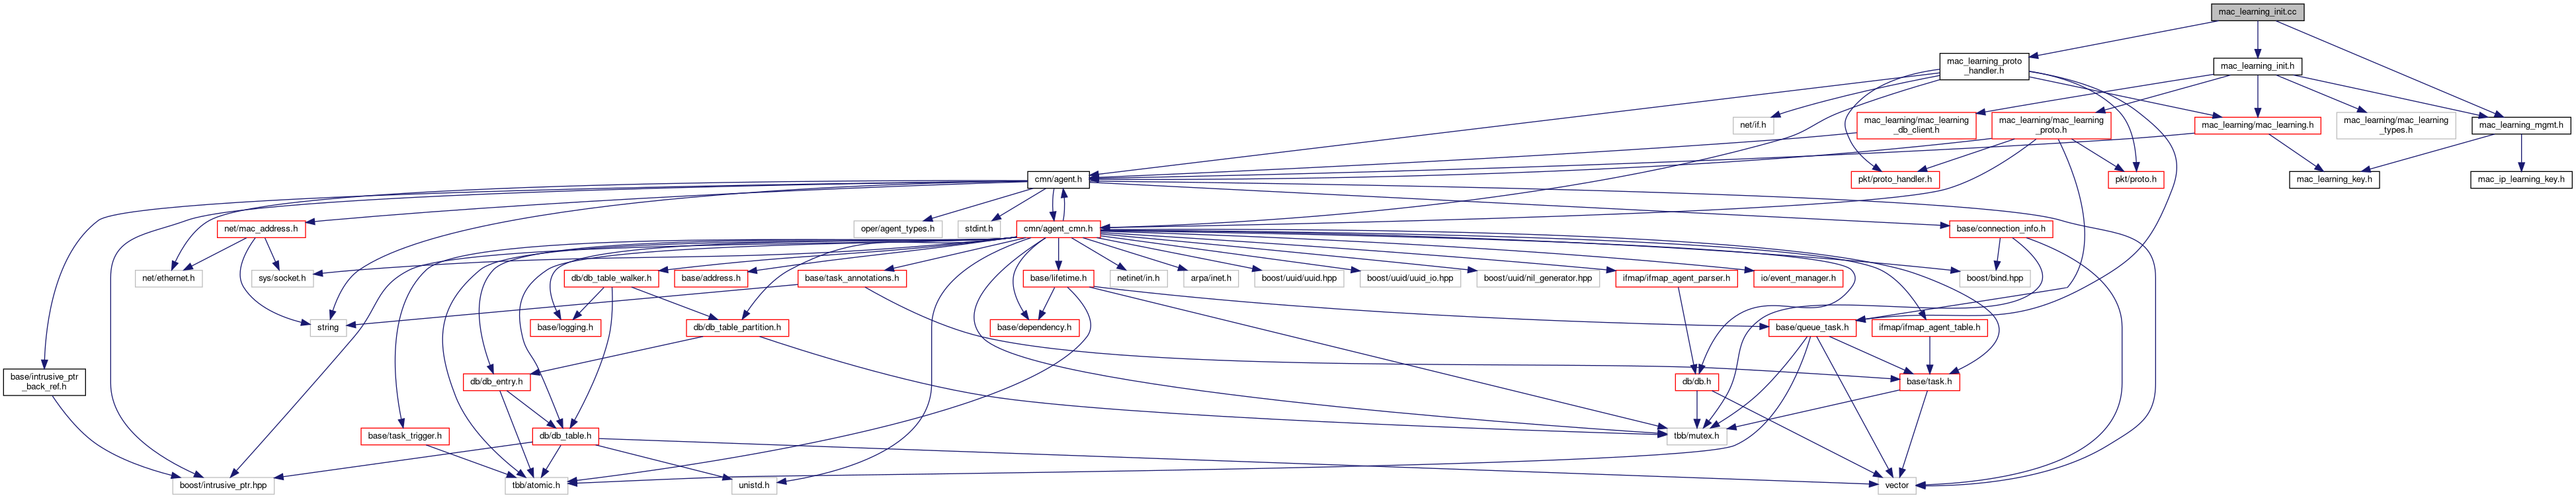 mac_learning_init.cc
mac_learning_proto
_handler.h
mac_learning_init.h
net/if.h
mac_learning/mac_learning
_db_client.h
mac_learning/mac_learning
_proto.h
mac_learning/mac_learning.h
mac_learning/mac_learning
_types.h
mac_learning_mgmt.h
cmn/agent.h
pkt/proto_handler.h
pkt/proto.h
mac_learning_key.h
mac_ip_learning_key.h
net/mac_address.h
oper/agent_types.h
stdint.h
cmn/agent_cmn.h
base/connection_info.h
net/ethernet.h
sys/socket.h
db/db_table_walker.h
base/address.h
base/task_annotations.h
base/lifetime.h
netinet/in.h
arpa/inet.h
boost/uuid/uuid.hpp
boost/uuid/uuid_io.hpp
boost/uuid/nil_generator.hpp
ifmap/ifmap_agent_parser.h
io/event_manager.h
boost/bind.hpp
string
base/logging.h
db/db_table_partition.h
base/dependency.h
base/queue_task.h
ifmap/ifmap_agent_table.h
base/intrusive_ptr
_back_ref.h
db/db_entry.h
db/db.h
base/task.h
base/task_trigger.h
db/db_table.h
tbb/mutex.h
boost/intrusive_ptr.hpp
tbb/atomic.h
unistd.h
vector